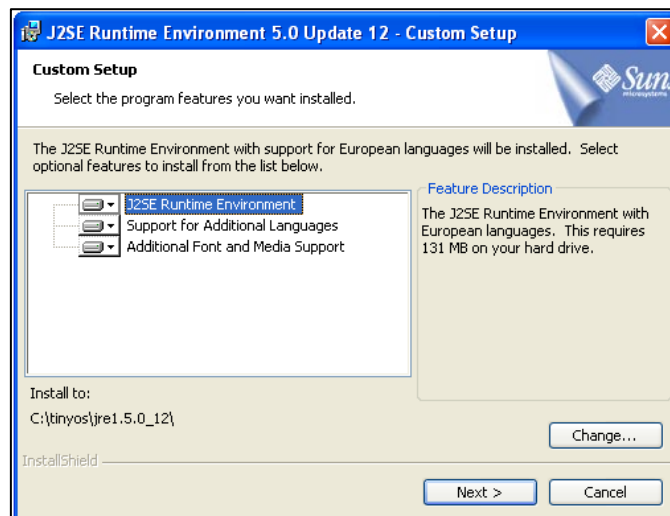 J2SE Runtime Environment 5.0 Update 12 - Custom Setup
Custom Setup
Select the program features you want installed.
Sun
microsystems
The J2SE Runtime Environment with support for European languages will be installed. Select
optional features to install from the list below.
J2SE Runtime Environment
Support for Additional Languages
Additional Font and Media Support
Feature Description
The J2SE Runtime Environment with
European languages. This requires
131 MB on your hard drive.
Install to:
C:\tinyos\jre1.5.0_12\
Change...
InstallShield
Next >
Cancel